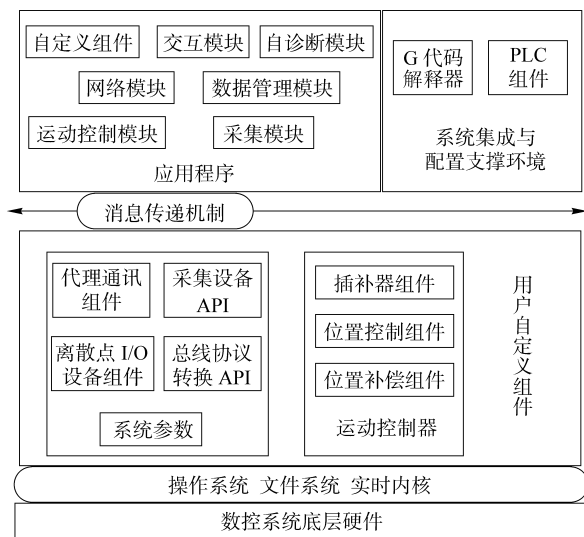 自定义组件
交互模块
自诊断模块
网络模块
数据管理模块
运动控制模块
采集模块
应用程序
G 代码
解释器
PLC
组件
系统集成与
配置支撑环境
消息传递机制
代理通讯
组件
采集设备
API
离散点 I/O
设备组件
总线协议
转换 API
系统参数
插补器组件
位置控制组件
位置补偿组件
运动控制器
用户自定义组件
操作系统 文件系统 实时内核
数控系统底层硬件